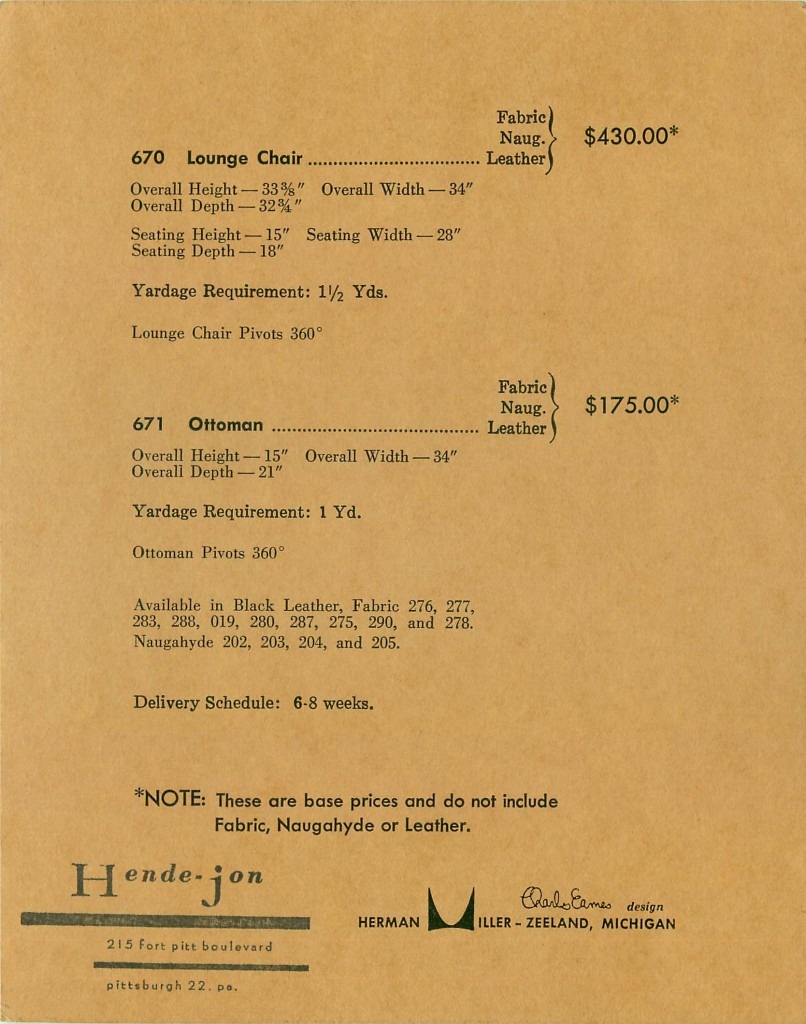 Fabric
Naug.
670 Lounge Chair ................................. Leather } $430.00*
Overall Height — 33⅜" Overall Width — 34"
Overall Depth — 32¾"
Seating Height — 15" Seating Width — 28"
Seating Depth — 18"
Yardage Requirement: 1½ Yds.
Lounge Chair Pivots 360°
Fabric
Naug.
671 Ottoman ........................................ Leather } $175.00*
Overall Height — 15" Overall Width — 34"
Overall Depth — 21"
Yardage Requirement: 1 Yd.
Ottoman Pivots 360°
Available in Black Leather, Fabric 276, 277,
283, 288, 019, 280, 287, 275, 290, and 278.
Naugahyde 202, 203, 204, and 205.
Delivery Schedule: 6-8 weeks.
*NOTE: These are base prices and do not include
Fabric, Naugahyde or Leather.
Hende-jon
215 fort pitt boulevard
pittsburgh 22. pa.
Charles Eames design
HERMAN MILLER – ZEELAND, MICHIGAN